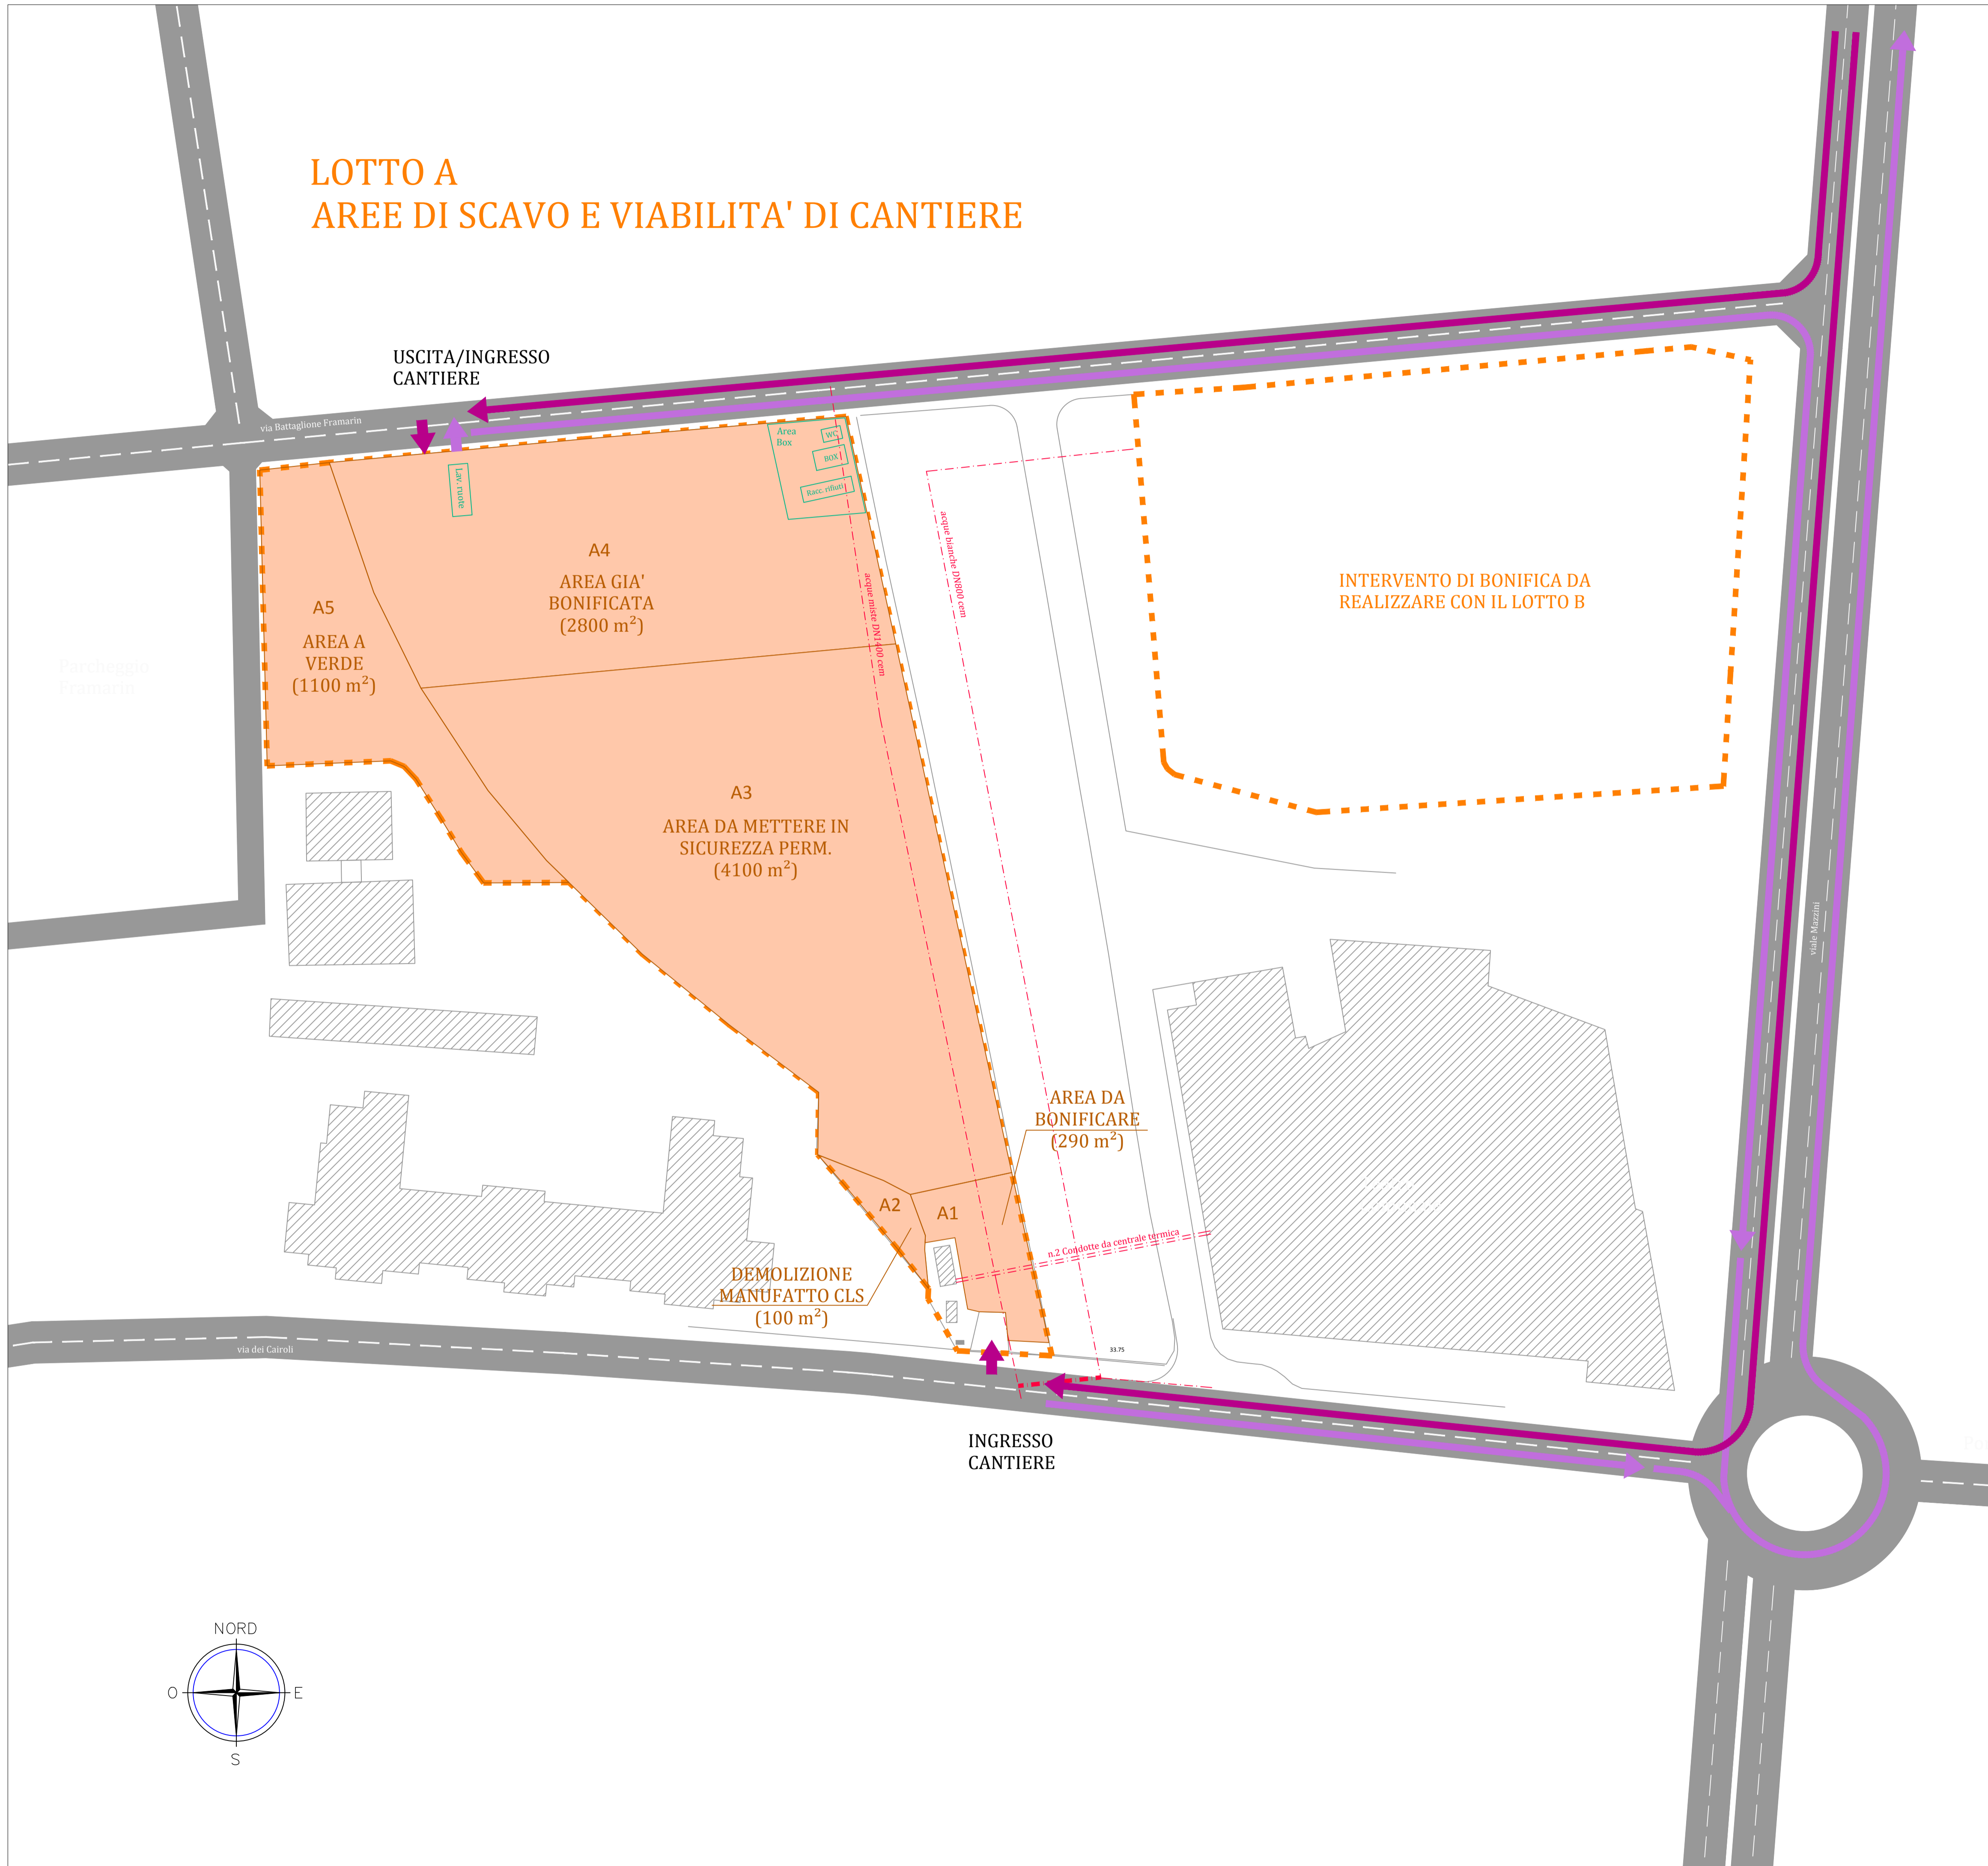 LOTTO A
AREE DI SCAVO E VIABILITA' DI CANTIERE
USCITA/INGRESSO
CANTIERE
via Battaglione Framarin
Area
Box
WC
BOX
Racc. rifiuti
Lav. ruote
acque bianche DN800 cem
acque miste DN1400 cem
A4
AREA GIA'
BONIFICATA
(2800 m²)
INTERVENTO DI BONIFICA DA
REALIZZARE CON IL LOTTO B
A5
AREA A
VERDE
(1100 m²)
Parcheggio
Framarin
A3
AREA DA METTERE IN
SICUREZZA PERM.
(4100 m²)
viale Mazzini
AREA DA
BONIFICARE
(290 m²)
A2
A1
n.2 Condotte da centrale termica
DEMOLIZIONE
MANUFATTO CLS
(100 m²)
via dei Cairoli
33.75
INGRESSO
CANTIERE
NORD
O
E
S